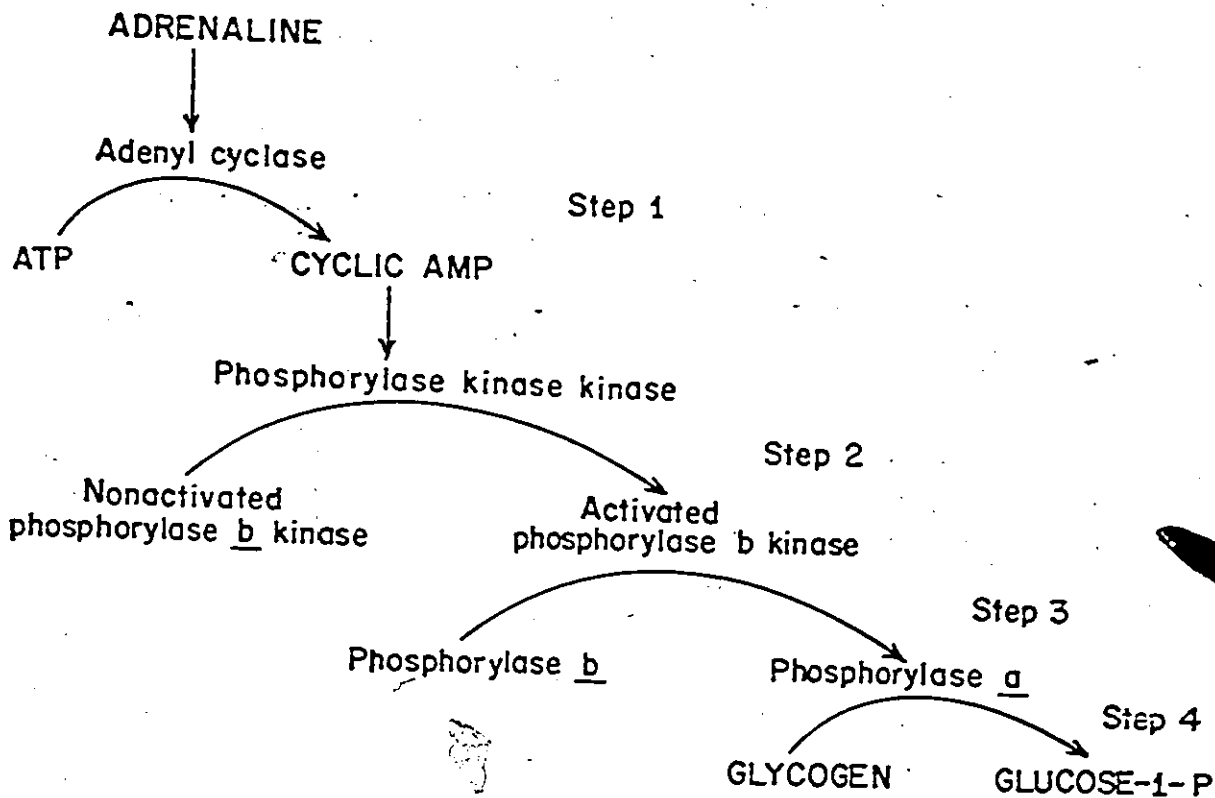 ADRENALINE
Adenyl cyclase
Step 1
ATP
CYCLIC AMP
Phosphorylase kinase kinase
Step 2
Nonactivated
phosphorylase b kinase
Activated
phosphorylase b kinase
Step 3
Phosphorylase b
Phosphorylase a
Step 4
GLYCOGEN
GLUCOSE-1-P